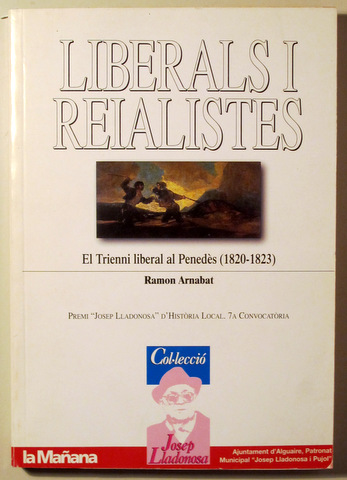 LIBERALS I
REIALISTES
El Trienni liberal al Penedès (1820-1823)
Ramon Arnabat
PREMI "JOSEP LLADONOSA" D'HISTÒRIA LOCAL. 7A CONVOCATÒRIA
Col·lecció
Josep
Lladonosa
la Mañana
Ajuntament d'Alguaire, Patronat
Municipal "Josep Lladonosa i Pujol"